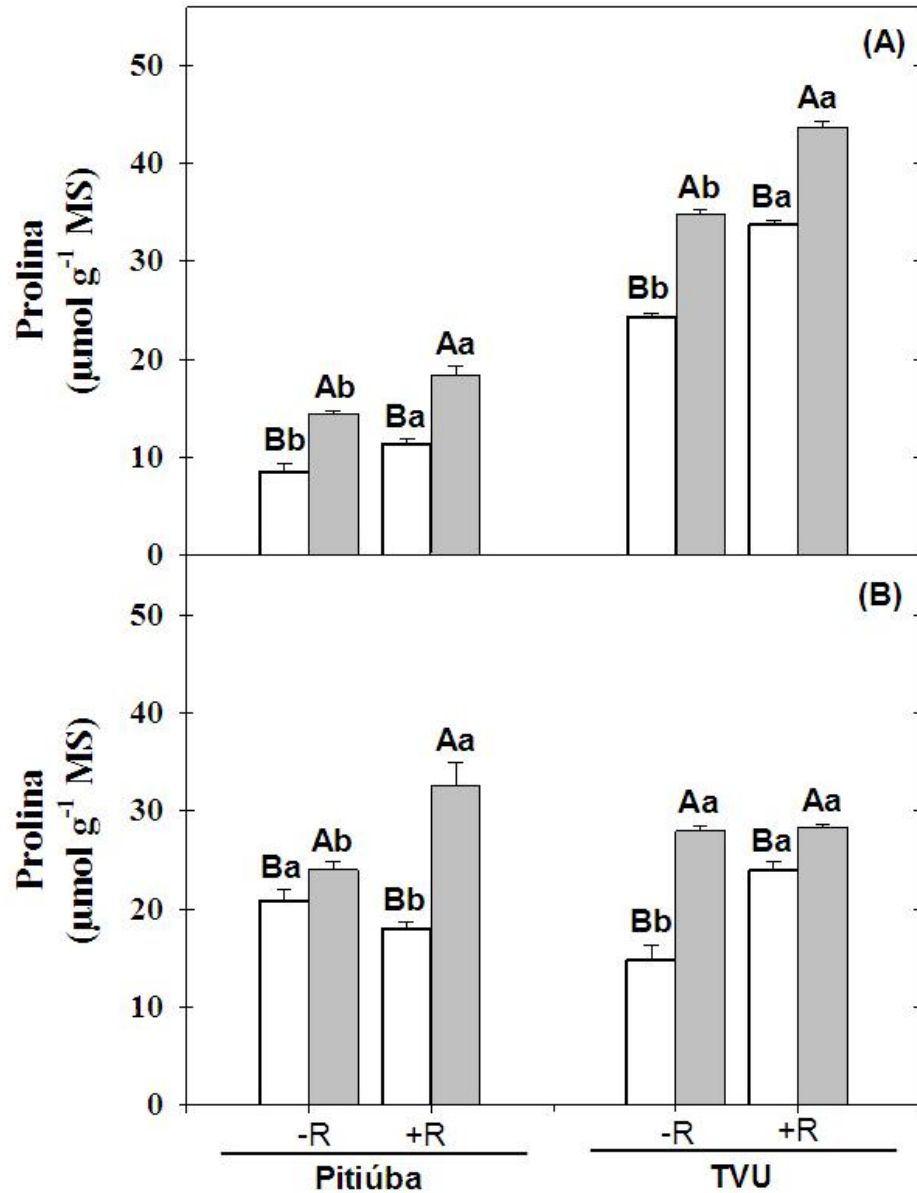 (A)
50
40
30
20
10
0
Prolina
(µmol g⁻¹ MS)
Bb Ab Ba Aa Bb Ab Ba Aa
(B)
50
40
30
20
10
0
Prolina
(µmol g⁻¹ MS)
Ba Ab Bb Aa Bb Aa Ba Aa
-R +R -R +R
Pitiúba TVU